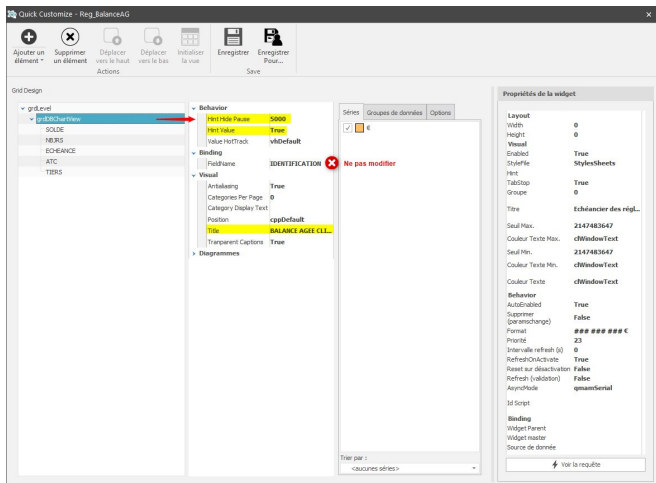 Quick Customize - Reg_BalanceAG
Ajouter un élément
Supprimer un élément
Déplacer vers le haut
Déplacer vers le bas
Initialiser la vue
Enregistrer
Enregistrer Pour...
Actions
Save
Grid Design
grdLevel
grdDBChartView
SOLDE
NBJRS
ECHEANCE
ATC
TIERS
Behavior
Hint Hide Pause 5000
Hint Value True
Value HotTrack vhDefault
Binding
FieldName IDENTIFICATION
Visual
Antialiasing True
Categories Per Page 0
Category Display Text
Position cppDefault
Title BALANCE AGEE CLI...
Tranparent Captions True
Diagrammes
Séries Groupes de données Options
€
Ne pas modifier
Trier par :
<aucunes séries>
Propriétés de la widget
Layout
Width 0
Height 0
Visual
Enabled True
StyleFile StylesSheets
Hint
TabStop True
Groupe 0
Titre Echéancier des régl...
Seuil Max. 2147483647
Couleur Texte Max. clWindowText
Seuil Min. 2147483647
Couleur Texte Min. clWindowText
Couleur Texte clWindowText
Behavior
AutoEnabled True
Supprimer (paramschange) False
Format ### ### ### €
Priorité 23
Intervalle refresh (s) 0
RefreshOnActivate True
Reset sur désactivation False
Refresh (validation) False
AsyncMode qmamSerial
Id Script
Binding
Widget Parent
Widget master
Source de donnée
Voir la requête